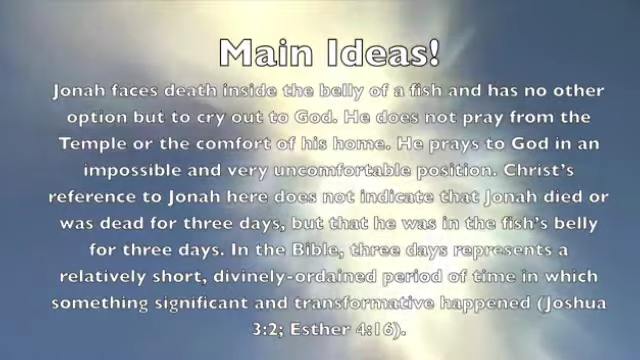 Main Ideas!
Jonah faces death inside the belly of a fish and has no other
option but to cry out to God. He does not pray from the
Temple or the comfort of his home. He prays to God in an
impossible and very uncomfortable position. Christ's
reference to Jonah here does not indicate that Jonah died or
was dead for three days, but that he was in the fish's belly
for three days. In the Bible, three days represents a
relatively short, divinely-ordained period of time in which
something significant and transformative happened (Joshua
3:2; Esther 4:16).